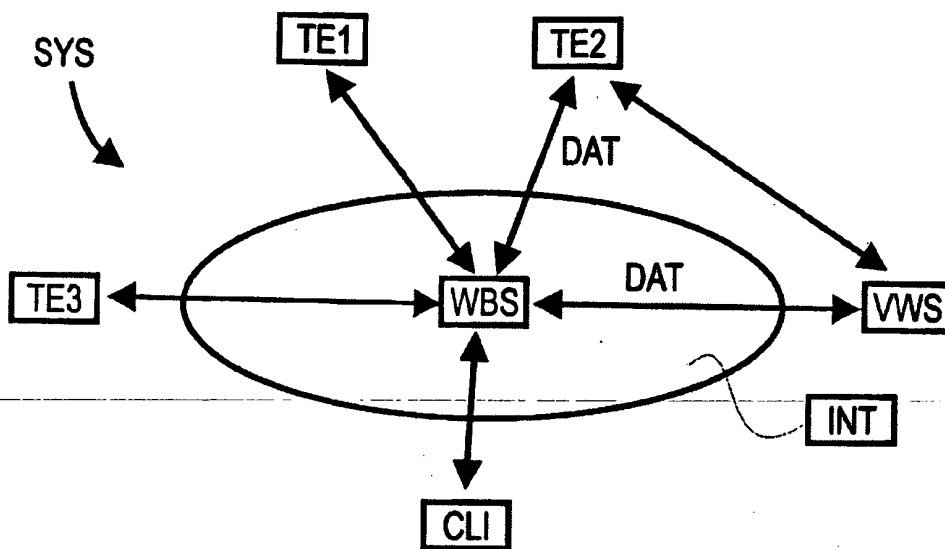 TE1
TE2
SYS
DAT
DAT
TE3
WBS
VWS
INT
CLI